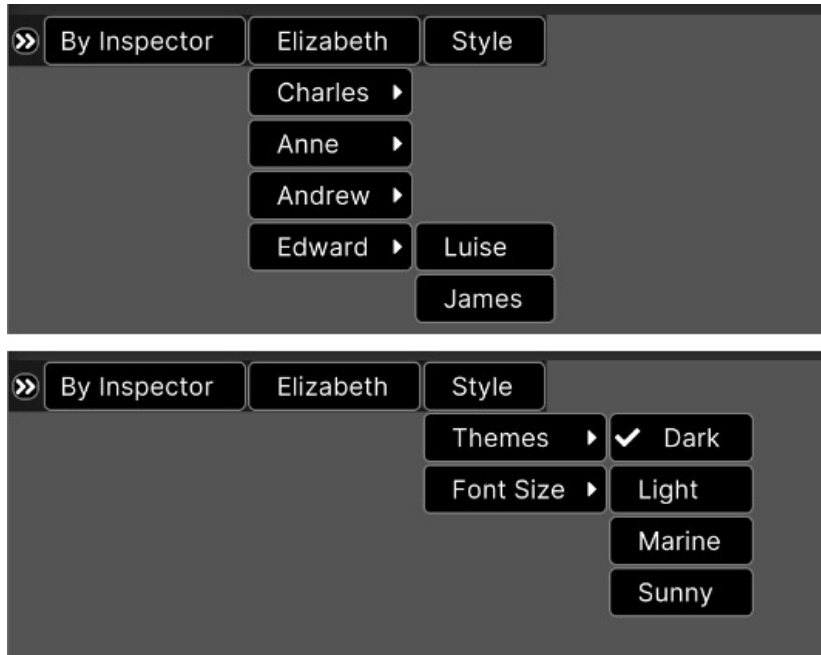 By Inspector Elizabeth Style
Charles
Anne
Andrew
Edward Luise
James
By Inspector Elizabeth Style
Themes Dark
Font Size Light
Marine
Sunny